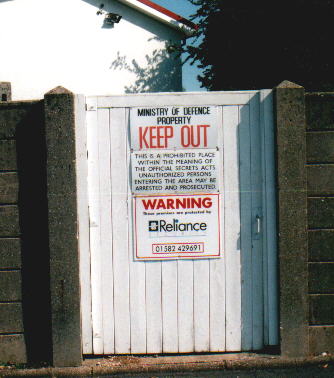 MINISTRY OF DEFENCE
PROPERTY
KEEP OUT
THIS IS A PROHIBITED PLACE
WITHIN THE MEANING OF
THE OFFICIAL SECRETS ACTS.
UNAUTHORIZED PERSONS
ENTERING THE AREA MAY BE
ARRESTED AND PROSECUTED.
WARNING
These premises are protected by
Reliance
01582 429691